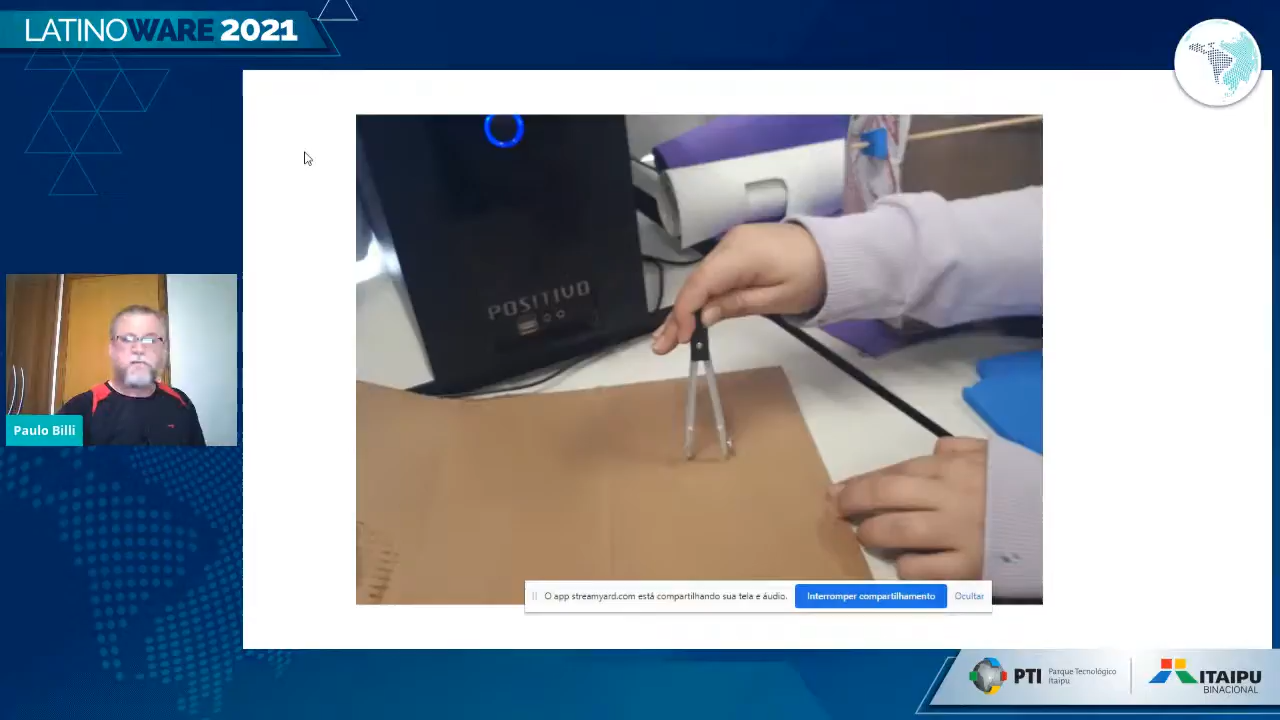 LATINOWARE 2021
POSITIVO
Paulo Billi
O app streamyard.com está compartilhando sua tela e áudio.
Interromper compartilhamento
Ocultar
PTI
Parque Tecnológico
Itaipu
ITAIPU
BINACIONAL